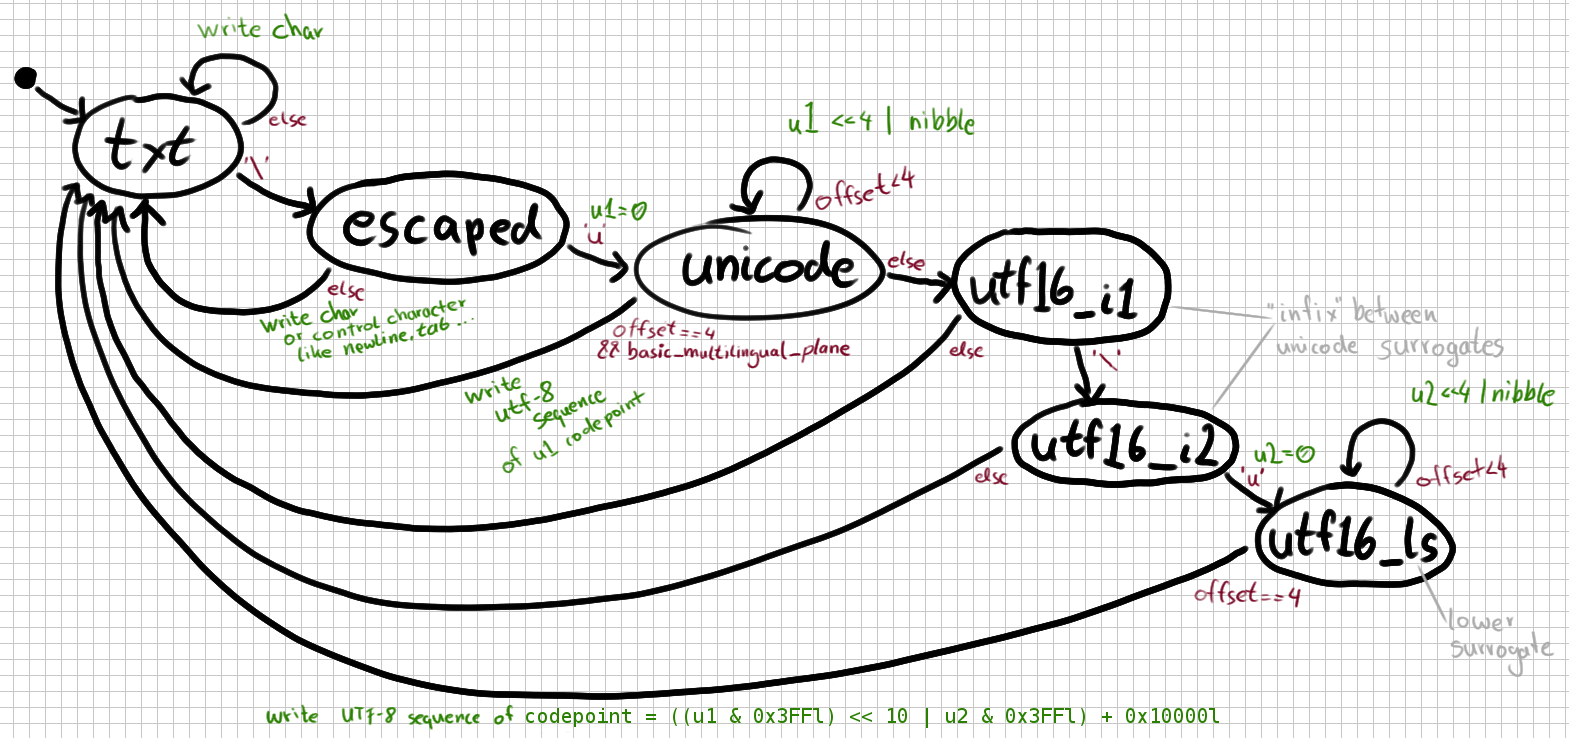 write char
else
txt
'\'
escaped
u1=0
'u'
else
write char
or control character
like newline, tab ...
u1 <<4 | nibble
offset<4
unicode
else
offset==4
&& basic_multilingual_plane
write
utf-8
sequence
of u1 codepoint
utf16_i1
else
'\'
"infix" between
unicode surrogates
utf16_i2
else
u2=0
'u'
u2<<4 | nibble
offset<4
utf16_ls
offset==4
lower
surrogate
write UTF-8 sequence of codepoint = ((u1 & 0x3FFl) << 10 | u2 & 0x3FFl) + 0x10000l